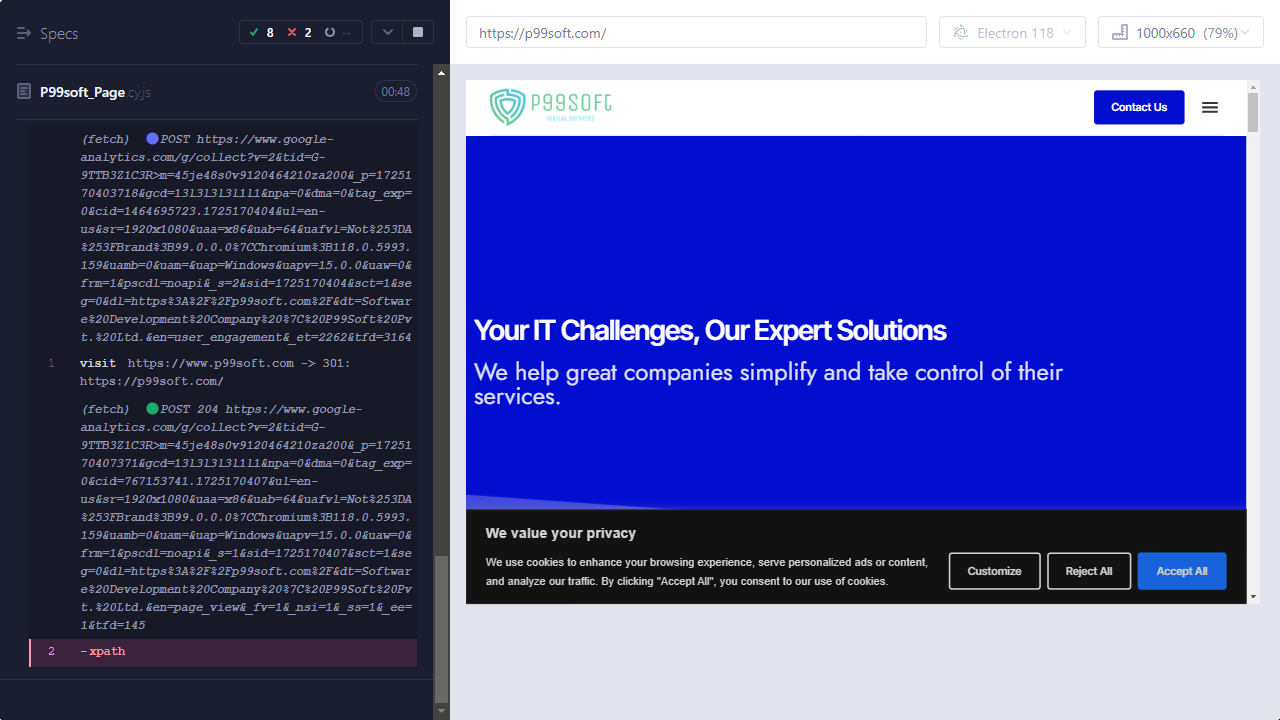 Specs
8
2
--
P99soft_Page.cy.js
00:48
(fetch) POST https://www.google-
analytics.com/g/collect?v=2&tid=G-
9TTB3Z1C3R>m=45je48s0v9120464210za200&_p=17251
70403718&gcd=13l3l3l3l1l1&npa=0&dma=0&tag_exp=
0&cid=1464695723.1725170404&ul=en-
us&sr=1920x1080&uaa=x86&uab=64&uafvl=Not%253DA
%253FBrand%3B99.0.0.0%7CChromium%3B118.0.5993.
159&uamb=0&uam=&uap=Windows&uapv=15.0.0&uaw=0&
frm=1&pscdl=noapi&_s=2&sid=1725170404&sct=1&se
g=0&dl=https%3A%2F%2Fp99soft.com%2F&dt=Softwar
e%20Development%20Company%20%7C%20P99Soft%20Pv
t.%20Ltd.&en=user_engagement&_et=2262&tfd=3164
1 visit https://www.p99soft.com -> 301:
https://p99soft.com/
(fetch) POST 204 https://www.google-
analytics.com/g/collect?v=2&tid=G-
9TTB3Z1C3R>m=45je48s0v9120464210za200&_p=17251
70407371&gcd=13l3l3l3l1l1&npa=0&dma=0&tag_exp=
0&cid=767153741.1725170407&ul=en-
us&sr=1920x1080&uaa=x86&uab=64&uafvl=Not%253DA
%253FBrand%3B99.0.0.0%7CChromium%3B118.0.5993.
159&uamb=0&uam=&uap=Windows&uapv=15.0.0&uaw=0&
frm=1&pscdl=noapi&_s=1&sid=1725170407&sct=1&se
g=0&dl=https%3A%2F%2Fp99soft.com%2F&dt=Softwar
e%20Development%20Company%20%7C%20P99Soft%20Pv
t.%20Ltd.&en=page_view&_fv=1&_nsi=1&_ss=1&_ee=
1&tfd=145
2 -xpath
https://p99soft.com/
Electron 118
1000x660 (79%)
P99SOFT
DIGITAL SERVICES
Contact Us
Your IT Challenges, Our Expert Solutions
We help great companies simplify and take control of their
services.
We value your privacy
We use cookies to enhance your browsing experience, serve personalized ads or content,
and analyze our traffic. By clicking "Accept All", you consent to our use of cookies.
Customize
Reject All
Accept All